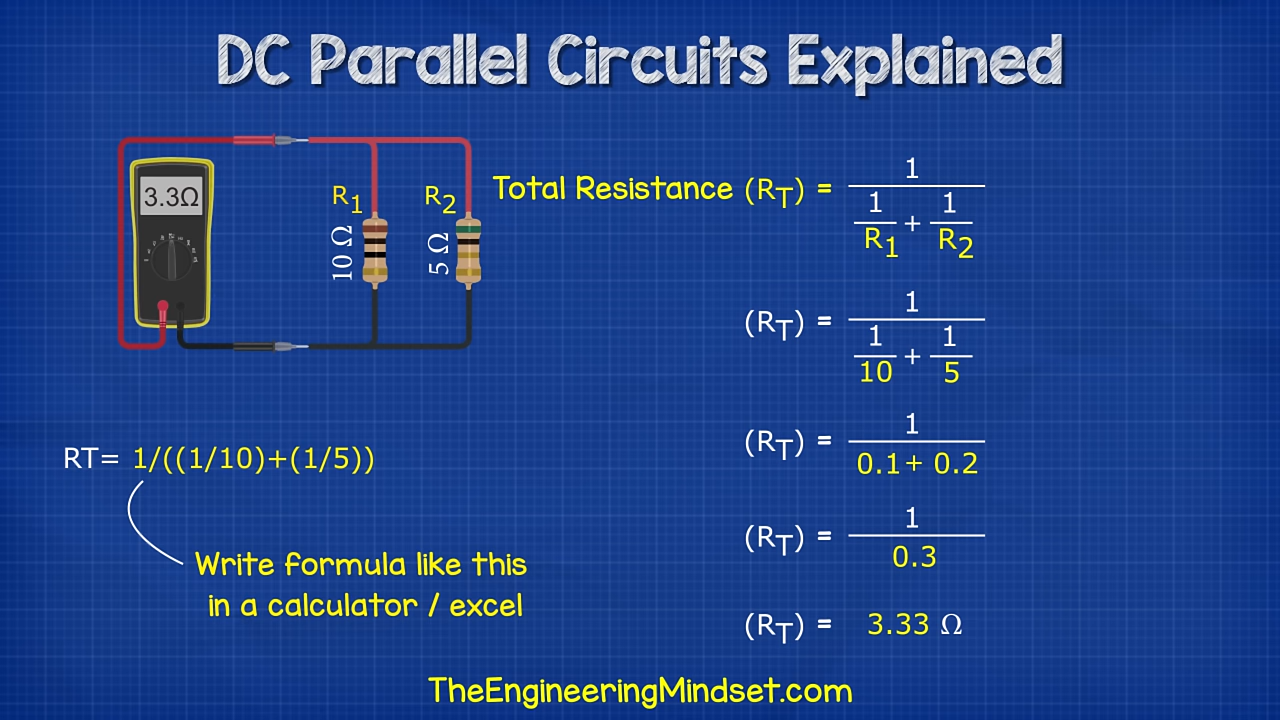 DC Parallel Circuits Explained
3.3Ω
R1
R2
10 Ω
5 Ω
Total Resistance (RT) = 1
1 + 1
R1 R2
(RT) = 1
1 + 1
10 5
(RT) = 1
0.1 + 0.2
(RT) = 1
0.3
(RT) = 3.33 Ω
RT= 1/((1/10)+(1/5))
Write formula like this
in a calculator / excel
TheEngineeringMindset.com